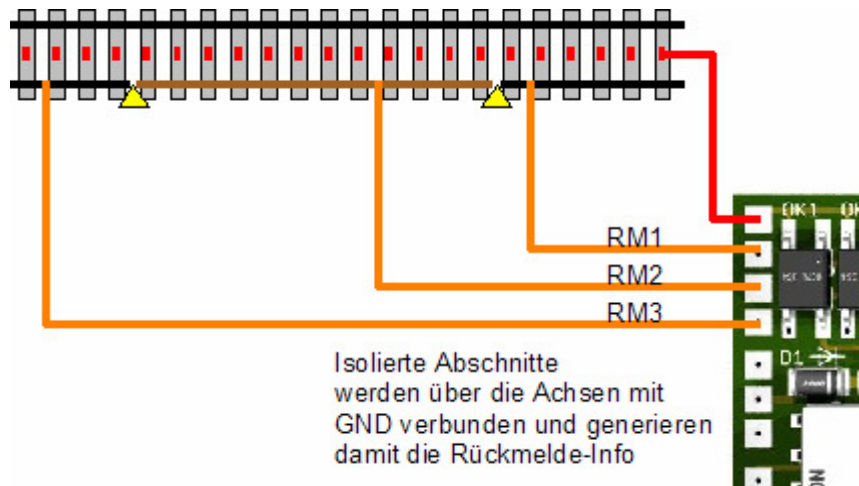 OK1
RM1
RM2
RM3
D1
Isolierte Abschnitte
werden über die Achsen mit
GND verbunden und generieren
damit die Rückmelde-Info